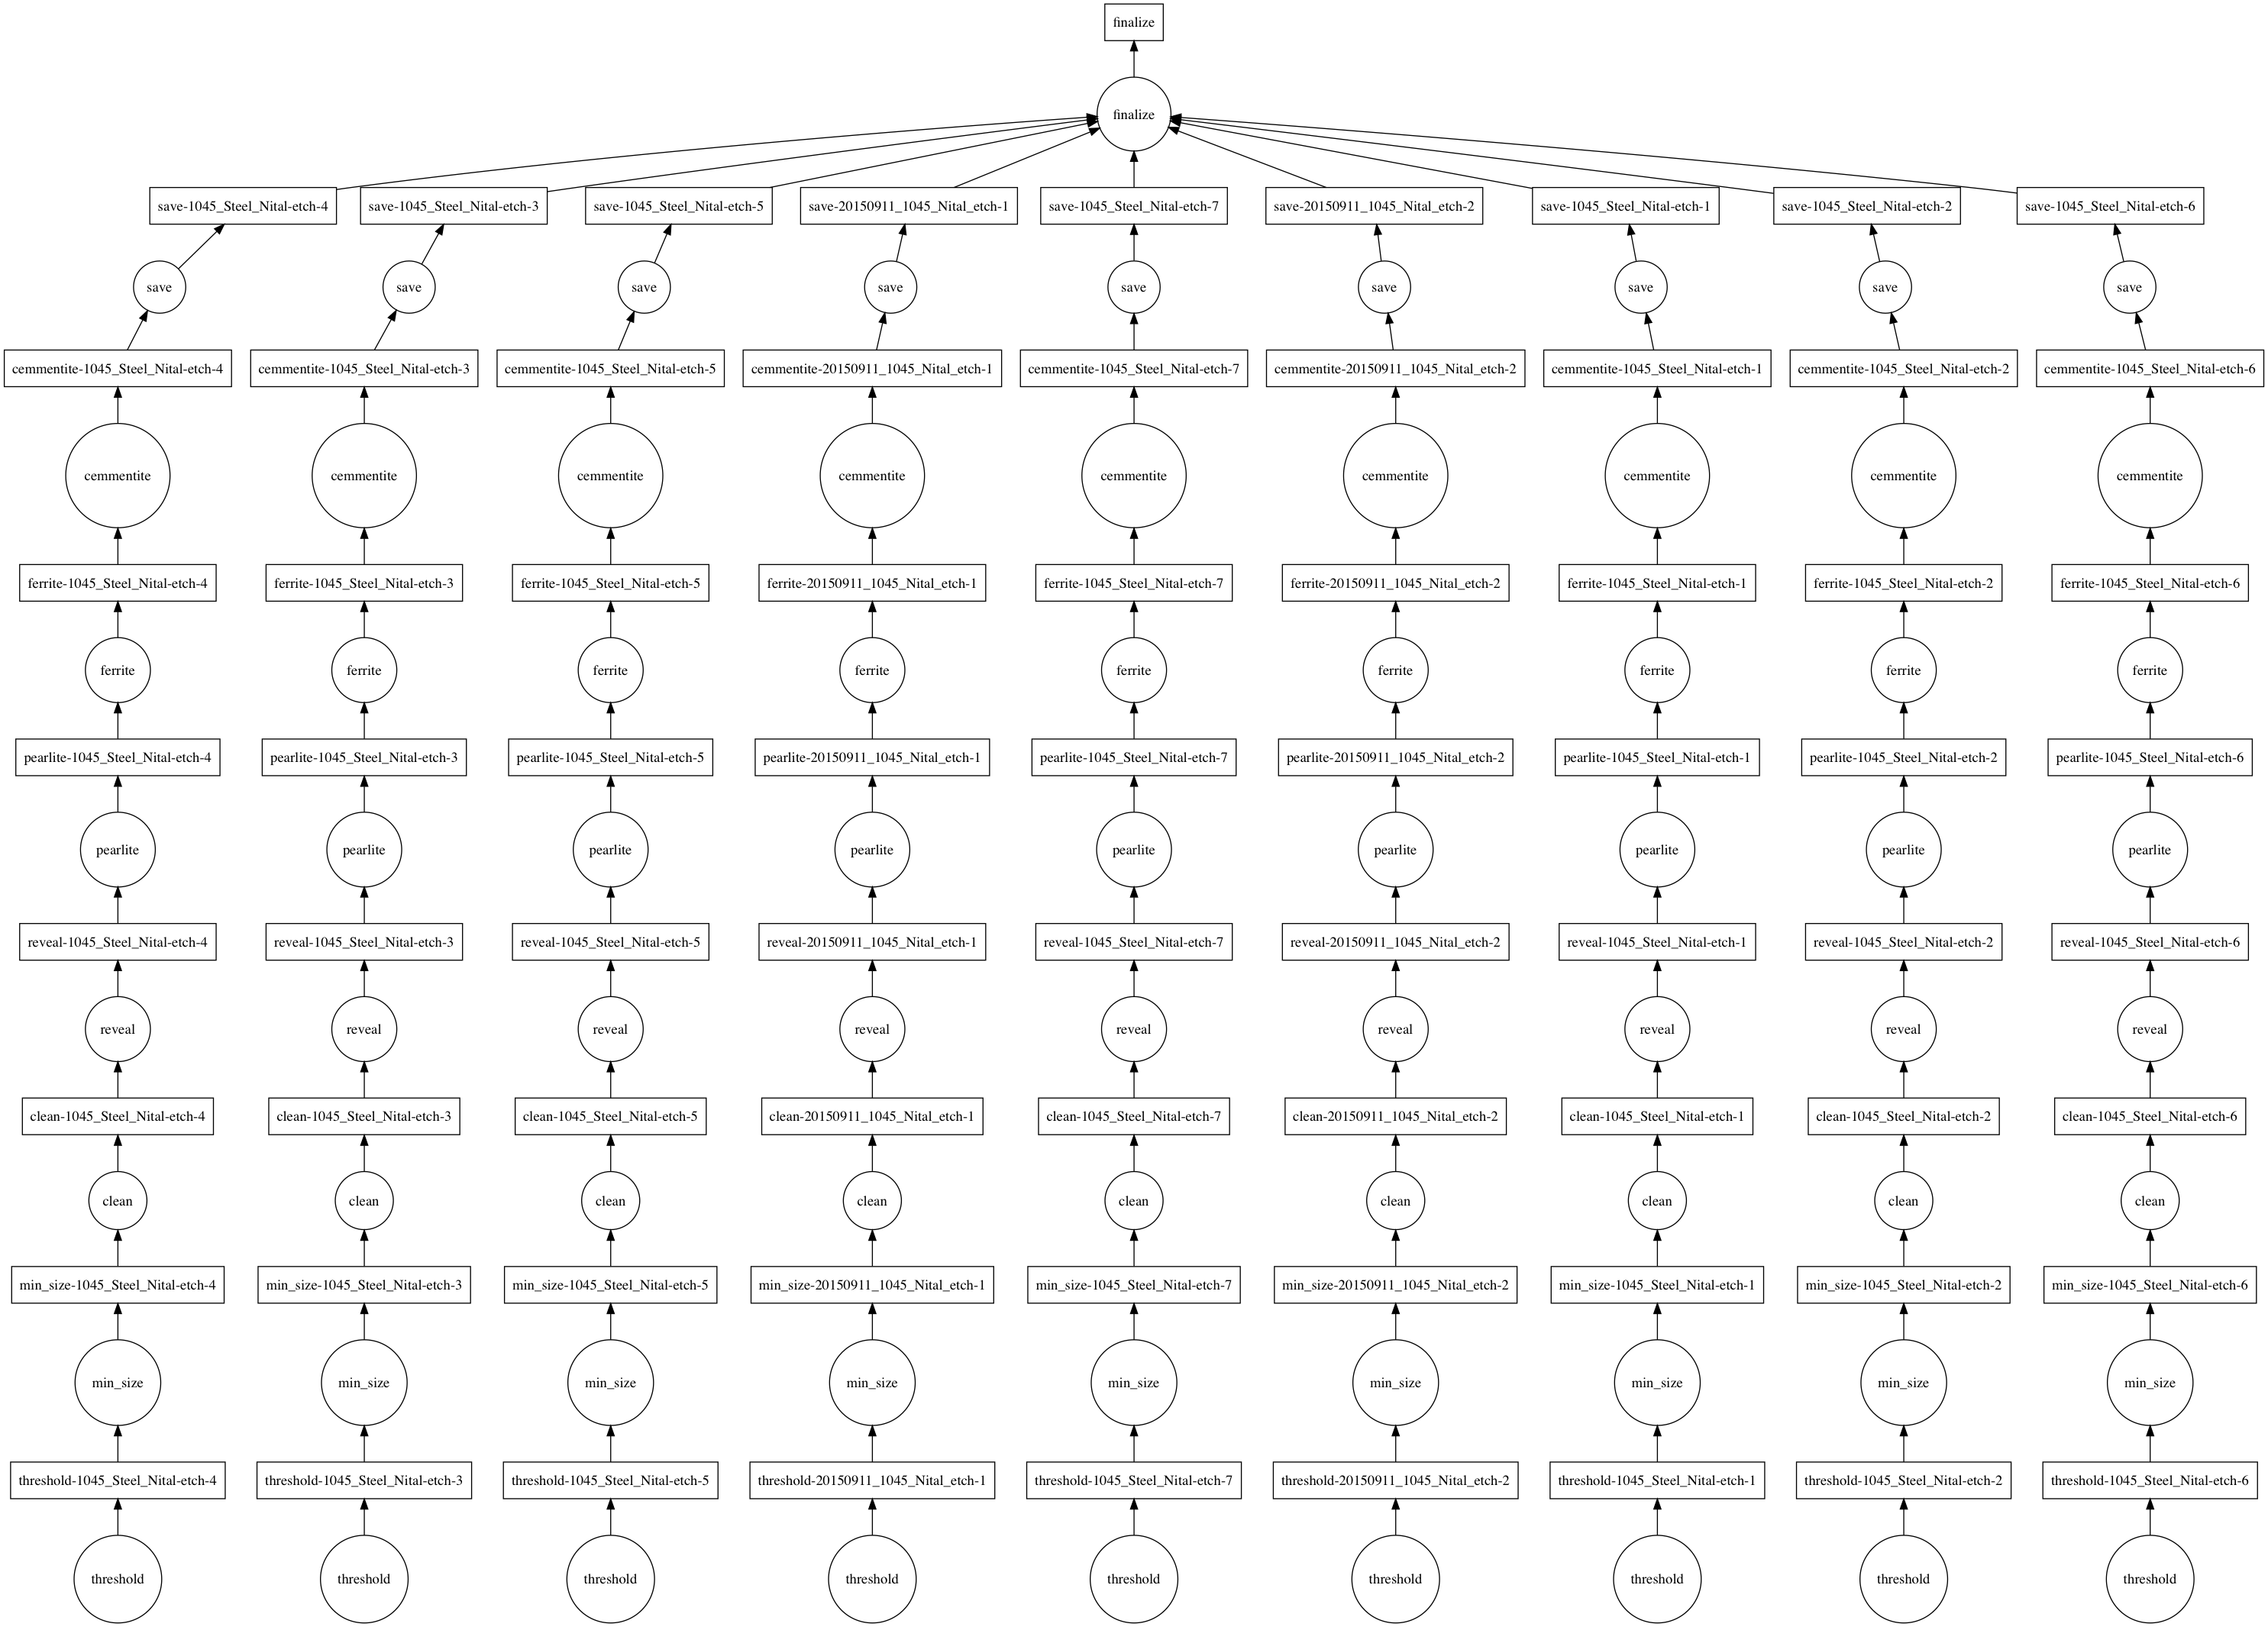 finalize
finalize
save-1045_Steel_Nital-etch-4 save-1045_Steel_Nital-etch-3 save-1045_Steel_Nital-etch-5 save-20150911_1045_Nital_etch-1 save-1045_Steel_Nital-etch-7 save-20150911_1045_Nital_etch-2 save-1045_Steel_Nital-etch-1 save-1045_Steel_Nital-etch-2 save-1045_Steel_Nital-etch-6
save save save save save save save save save
cemmentite-1045_Steel_Nital-etch-4 cemmentite-1045_Steel_Nital-etch-3 cemmentite-1045_Steel_Nital-etch-5 cemmentite-20150911_1045_Nital_etch-1 cemmentite-1045_Steel_Nital-etch-7 cemmentite-20150911_1045_Nital_etch-2 cemmentite-1045_Steel_Nital-etch-1 cemmentite-1045_Steel_Nital-etch-2 cemmentite-1045_Steel_Nital-etch-6
cemmentite cemmentite cemmentite cemmentite cemmentite cemmentite cemmentite cemmentite cemmentite
ferrite-1045_Steel_Nital-etch-4 ferrite-1045_Steel_Nital-etch-3 ferrite-1045_Steel_Nital-etch-5 ferrite-20150911_1045_Nital_etch-1 ferrite-1045_Steel_Nital-etch-7 ferrite-20150911_1045_Nital_etch-2 ferrite-1045_Steel_Nital-etch-1 ferrite-1045_Steel_Nital-etch-2 ferrite-1045_Steel_Nital-etch-6
ferrite ferrite ferrite ferrite ferrite ferrite ferrite ferrite ferrite
pearlite-1045_Steel_Nital-etch-4 pearlite-1045_Steel_Nital-etch-3 pearlite-1045_Steel_Nital-etch-5 pearlite-20150911_1045_Nital_etch-1 pearlite-1045_Steel_Nital-etch-7 pearlite-20150911_1045_Nital_etch-2 pearlite-1045_Steel_Nital-etch-1 pearlite-1045_Steel_Nital-etch-2 pearlite-1045_Steel_Nital-etch-6
pearlite pearlite pearlite pearlite pearlite pearlite pearlite pearlite pearlite
reveal-1045_Steel_Nital-etch-4 reveal-1045_Steel_Nital-etch-3 reveal-1045_Steel_Nital-etch-5 reveal-20150911_1045_Nital_etch-1 reveal-1045_Steel_Nital-etch-7 reveal-20150911_1045_Nital_etch-2 reveal-1045_Steel_Nital-etch-1 reveal-1045_Steel_Nital-etch-2 reveal-1045_Steel_Nital-etch-6
reveal reveal reveal reveal reveal reveal reveal reveal reveal
clean-1045_Steel_Nital-etch-4 clean-1045_Steel_Nital-etch-3 clean-1045_Steel_Nital-etch-5 clean-20150911_1045_Nital_etch-1 clean-1045_Steel_Nital-etch-7 clean-20150911_1045_Nital_etch-2 clean-1045_Steel_Nital-etch-1 clean-1045_Steel_Nital-etch-2 clean-1045_Steel_Nital-etch-6
clean clean clean clean clean clean clean clean clean
min_size-1045_Steel_Nital-etch-4 min_size-1045_Steel_Nital-etch-3 min_size-1045_Steel_Nital-etch-5 min_size-20150911_1045_Nital_etch-1 min_size-1045_Steel_Nital-etch-7 min_size-20150911_1045_Nital_etch-2 min_size-1045_Steel_Nital-etch-1 min_size-1045_Steel_Nital-etch-2 min_size-1045_Steel_Nital-etch-6
min_size min_size min_size min_size min_size min_size min_size min_size min_size
threshold-1045_Steel_Nital-etch-4 threshold-1045_Steel_Nital-etch-3 threshold-1045_Steel_Nital-etch-5 threshold-20150911_1045_Nital_etch-1 threshold-1045_Steel_Nital-etch-7 threshold-20150911_1045_Nital_etch-2 threshold-1045_Steel_Nital-etch-1 threshold-1045_Steel_Nital-etch-2 threshold-1045_Steel_Nital-etch-6
threshold threshold threshold threshold threshold threshold threshold threshold threshold